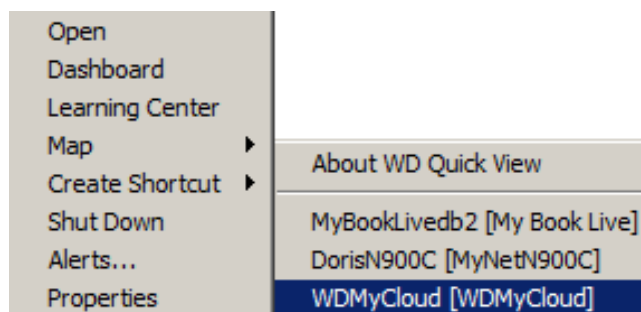 Open
Dashboard
Learning Center
Map
Create Shortcut
Shut Down
Alerts...
Properties
About WD Quick View
MyBookLivedb2 [My Book Live]
DorisN900C [MyNetN900C]
WDMyCloud [WDMyCloud]